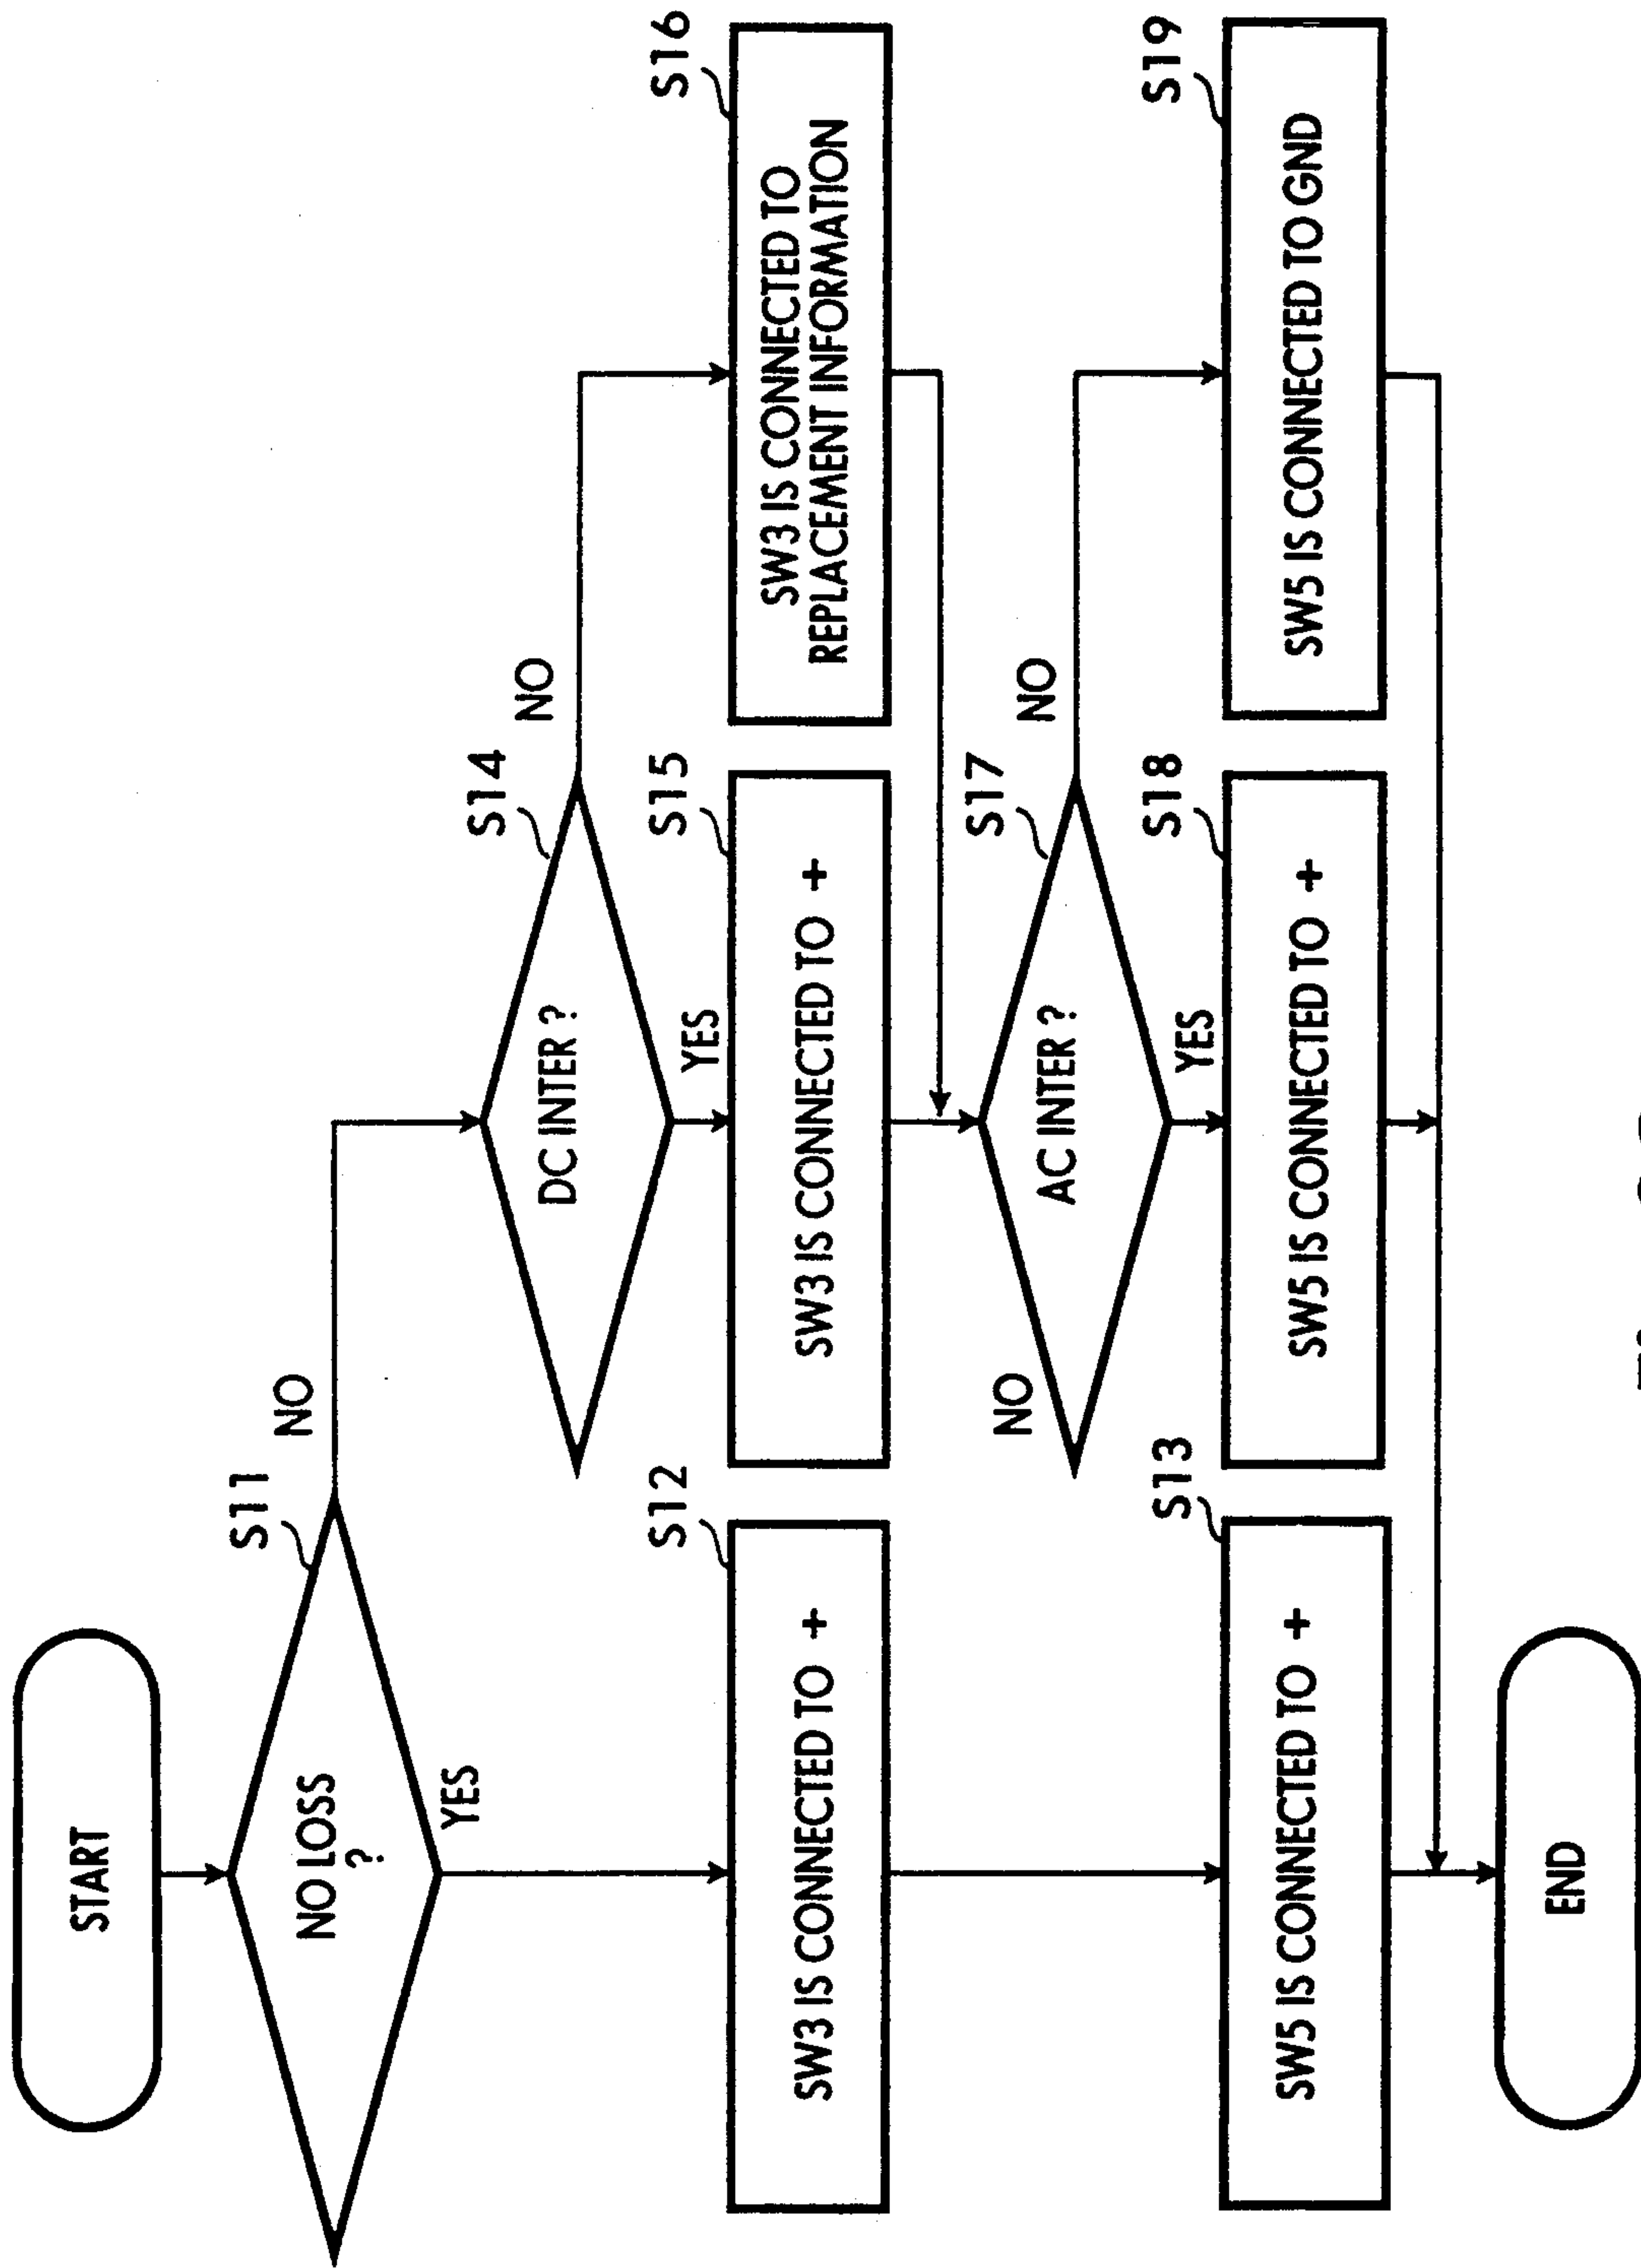 START
S11
NO LOSS
?
NO
YES
S14
DC INTER ?
NO
YES
S12
SW3 IS CONNECTED TO +
S15
SW3 IS CONNECTED TO +
S16
SW3 IS CONNECTED TO
REPLACEMENT INFORMATION
S17
AC INTER ?
NO
NO
YES
S13
SW5 IS CONNECTED TO +
S18
SW5 IS CONNECTED TO +
S19
SW5 IS CONNECTED TO GND
END